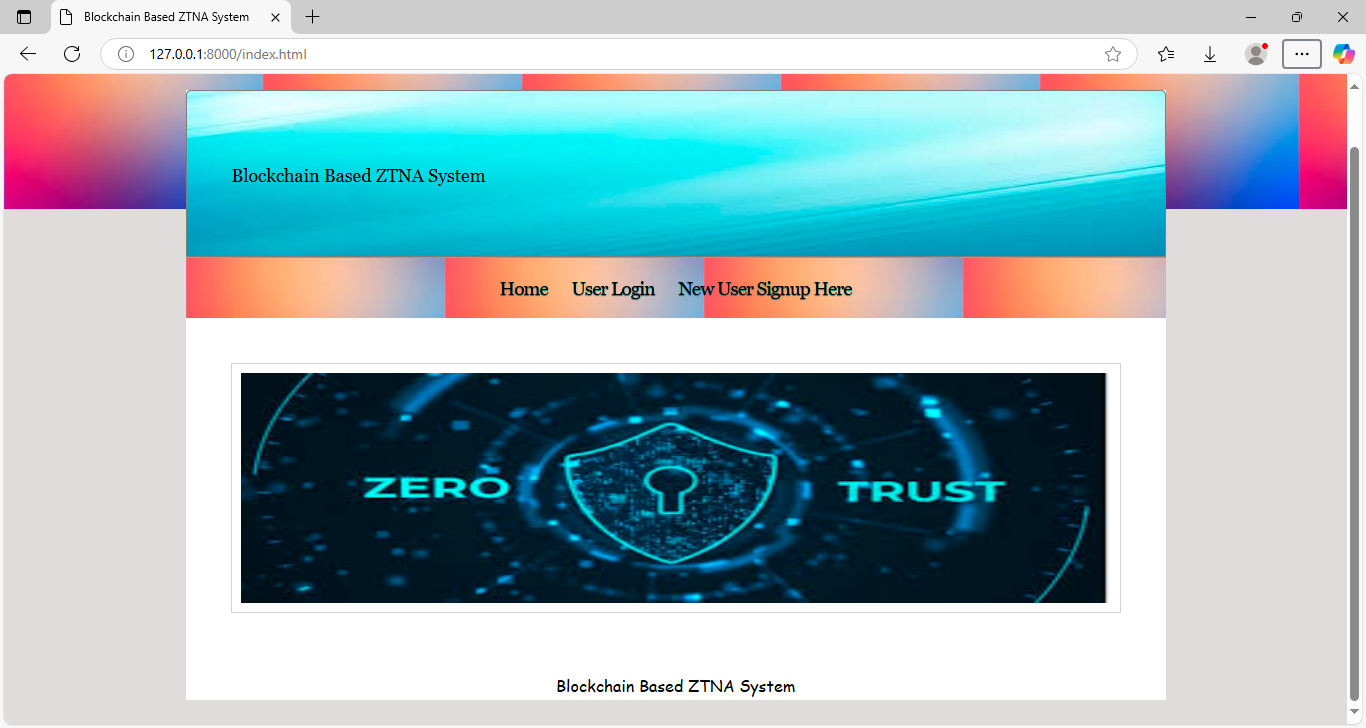 Blockchain Based ZTNA System
127.0.0.1:8000/index.html
Blockchain Based ZTNA System
Home User Login New User Signup Here
ZERO TRUST
Blockchain Based ZTNA System